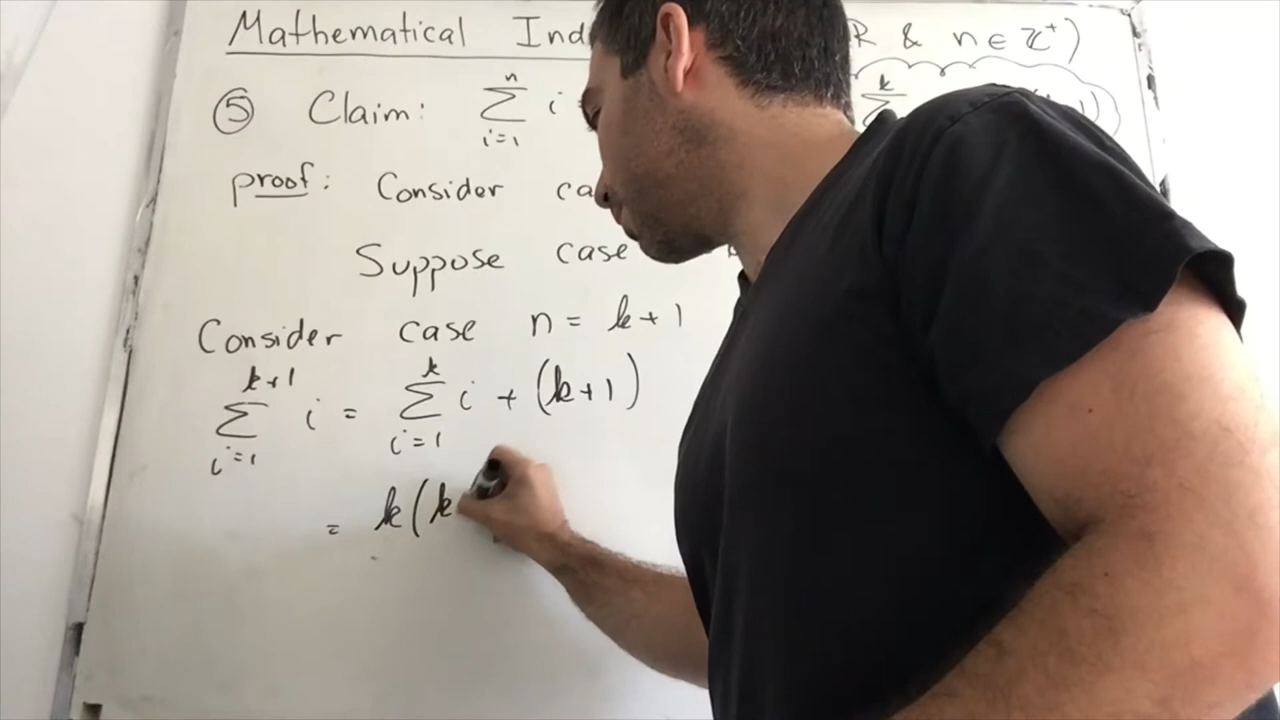 Mathematical Ind R & n ∈ ℤ⁺)
⑤ Claim: n ∑ i=1 i k ∑
proof: Consider ca
Suppose case
Consider case n = k+1
k+1 ∑ i=1 i = k ∑ i=1 i + (k+1)
= k(k